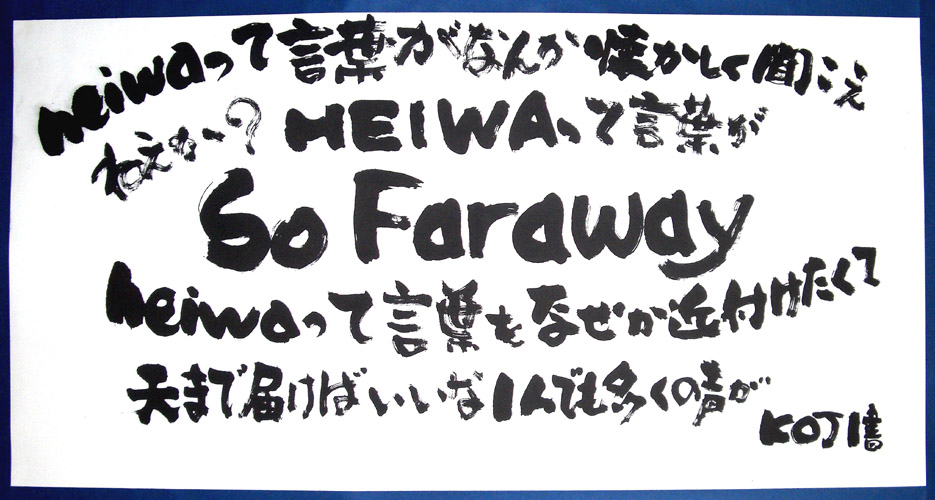 heiwaって言葉がなんか懐かしく聞こえ
ねえか〜? HEIWAって言葉が
So Faraway
heiwaって言葉をなぜか近付けたくて
天まで届けばいいな1人でも多くの声が
KOJI書